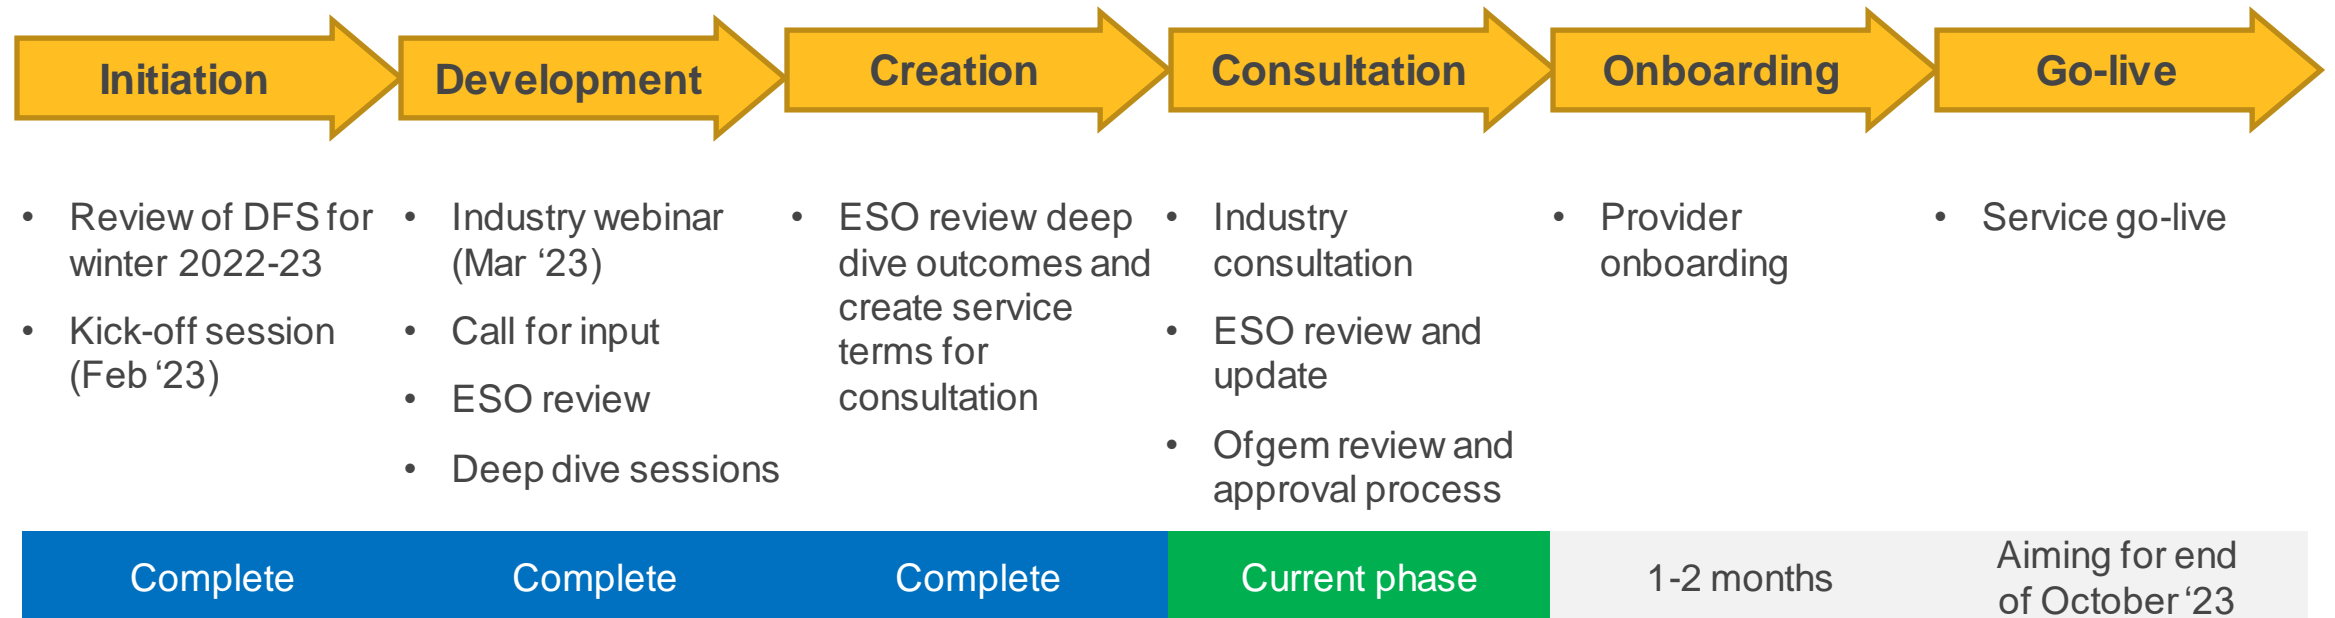 Initiation
Development
Creation
Consultation
Onboarding
Go-live
• Review of DFS for
winter 2022-23
• Kick-off session
(Feb ‘23)
• Industry webinar
(Mar ‘23)
• Call for input
• ESO review
• Deep dive sessions
• ESO review deep
dive outcomes and
create service
terms for
consultation
• Industry
consultation
• ESO review and
update
• Ofgem review and
approval process
• Provider
onboarding
• Service go-live
Complete
Complete
Complete
Current phase
1-2 months
Aiming for end
of October ‘23